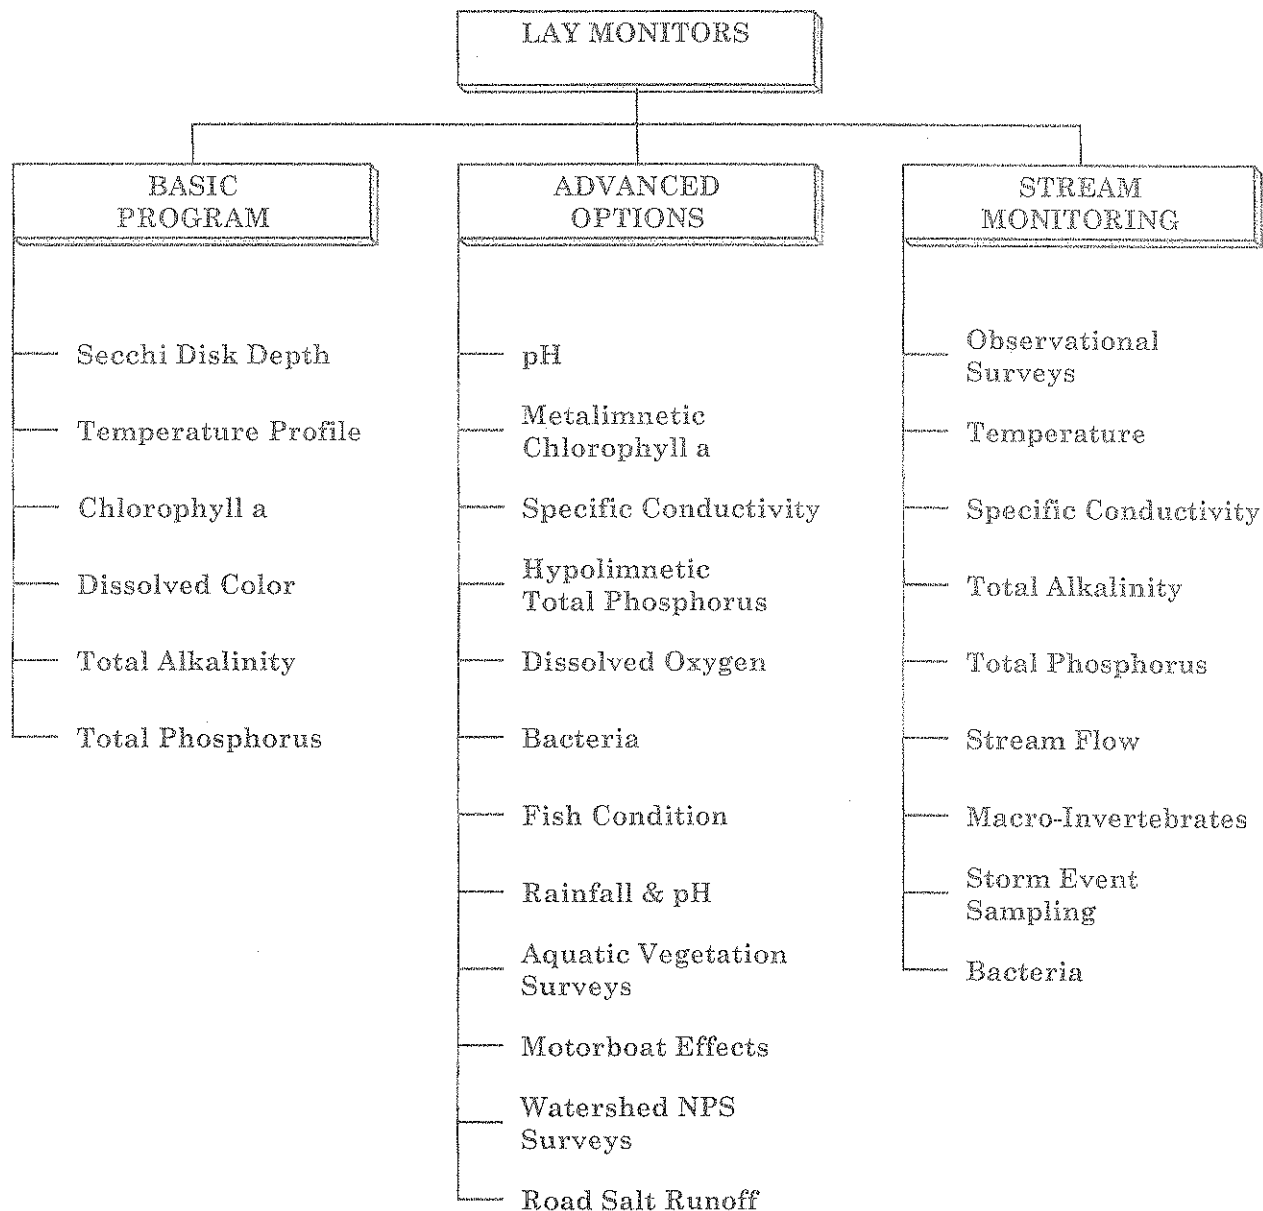 LAY MONITORS
BASIC
PROGRAM
Secchi Disk Depth
Temperature Profile
Chlorophyll a
Dissolved Color
Total Alkalinity
Total Phosphorus
ADVANCED
OPTIONS
pH
Metalimnetic
Chlorophyll a
Specific Conductivity
Hypolimnetic
Total Phosphorus
Dissolved Oxygen
Bacteria
Fish Condition
Rainfall & pH
Aquatic Vegetation
Surveys
Motorboat Effects
Watershed NPS
Surveys
Road Salt Runoff
STREAM
MONITORING
Observational
Surveys
Temperature
Specific Conductivity
Total Alkalinity
Total Phosphorus
Stream Flow
Macro-Invertebrates
Storm Event
Sampling
Bacteria